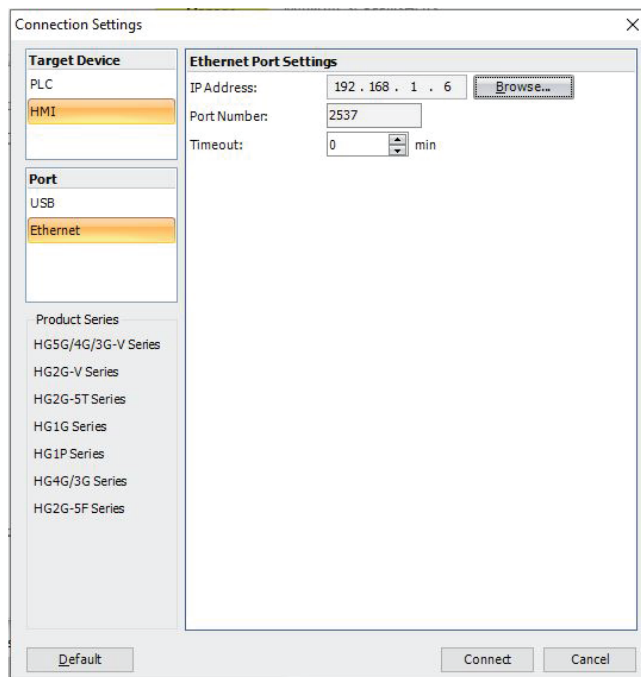 Connection Settings
Target Device
PLC
HMI
Port
USB
Ethernet
Product Series
HG5G/4G/3G-V Series
HG2G-V Series
HG2G-5T Series
HG1G Series
HG1P Series
HG4G/3G Series
HG2G-5F Series
Ethernet Port Settings
IP Address: 192 . 168 . 1 . 6 Browse...
Port Number: 2537
Timeout: 0 min
Default Connect Cancel